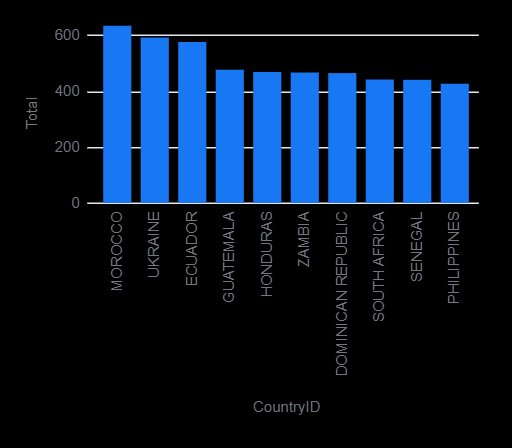 Total
600
400
200
0
MOROCCO
UKRAINE
ECUADOR
GUATEMALA
HONDURAS
ZAMBIA
DOMINICAN REPUBLIC
SOUTH AFRICA
SENEGAL
PHILIPPINES
CountryID